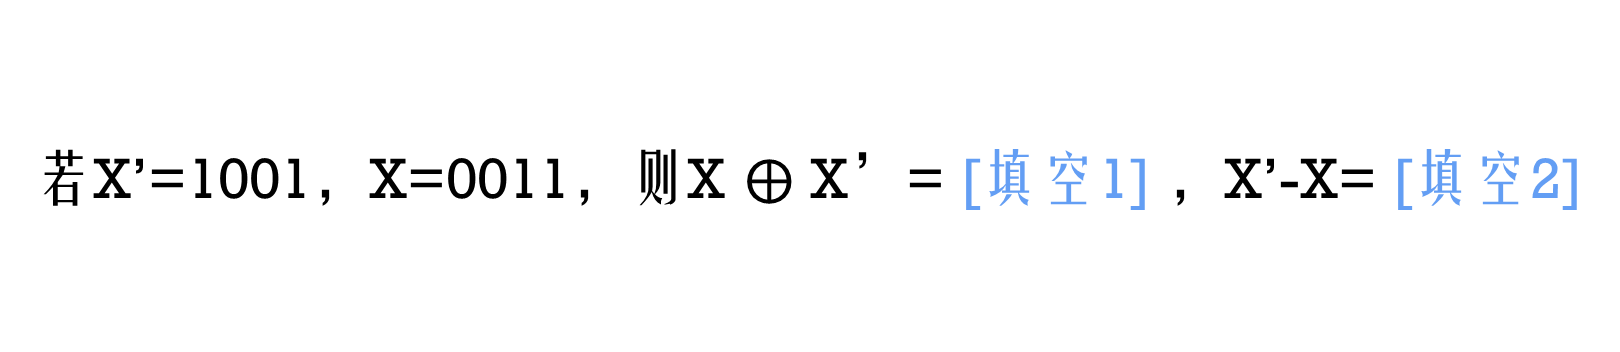 若X’=1001, X=0011, 则X ⊕ X’ = [填空1] , X’-X= [填空2]